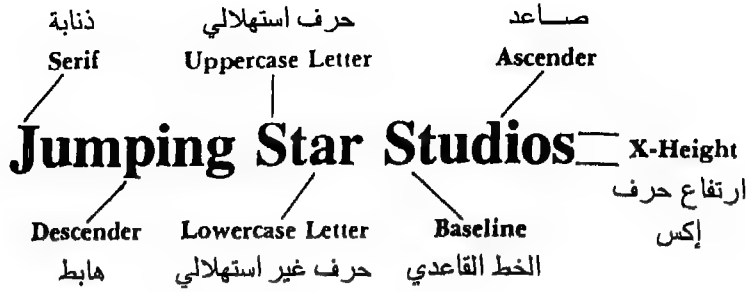 ذنابة
حرف استهلالي
صاعد
Serif
Uppercase Letter
Ascender
Jumping Star Studios
X-Height
ارتفاع حرف
إكس
Descender
Lowercase Letter
Baseline
هابط
حرف غير استهلالي
الخط القاعدي